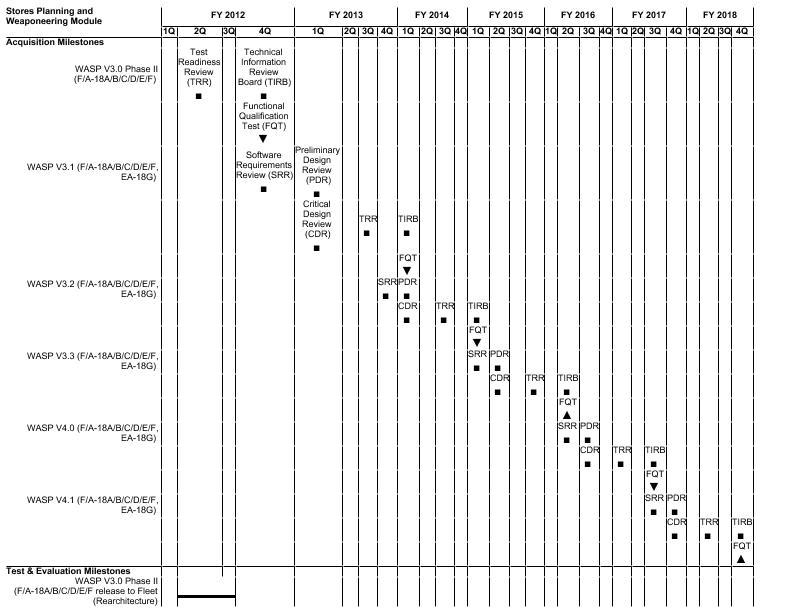 Stores Planning and
Weaponeering Module
FY 2012 FY 2013 FY 2014 FY 2015 FY 2016 FY 2017 FY 2018
1Q 2Q 3Q 4Q 1Q 2Q 3Q 4Q 1Q 2Q 3Q 4Q 1Q 2Q 3Q 4Q 1Q 2Q 3Q 4Q 1Q 2Q 3Q 4Q 1Q 2Q 3Q 4Q
Acquisition Milestones
WASP V3.0 Phase II
(F/A-18A/B/C/D/E/F)
Test
Readiness
Review
(TRR)
Technical
Information
Review
Board (TIRB)
Functional
Qualification
Test (FQT)
WASP V3.1 (F/A-18A/B/C/D/E/F,
EA-18G)
Software
Requirements
Review (SRR)
Preliminary
Design
Review
(PDR)
Critical
Design
Review
(CDR)
TRR TIRB
FQT
WASP V3.2 (F/A-18A/B/C/D/E/F,
EA-18G)
SRR PDR
CDR TRR TIRB
FQT
WASP V3.3 (F/A-18A/B/C/D/E/F,
EA-18G)
SRR PDR
CDR TRR TIRB
FQT
WASP V4.0 (F/A-18A/B/C/D/E/F,
EA-18G)
SRR PDR
CDR TRR TIRB
FQT
WASP V4.1 (F/A-18A/B/C/D/E/F,
EA-18G)
SRR PDR
CDR TRR TIRB
FQT
Test & Evaluation Milestones
WASP V3.0 Phase II
(F/A-18A/B/C/D/E/F release to Fleet
(Rearchitecture)